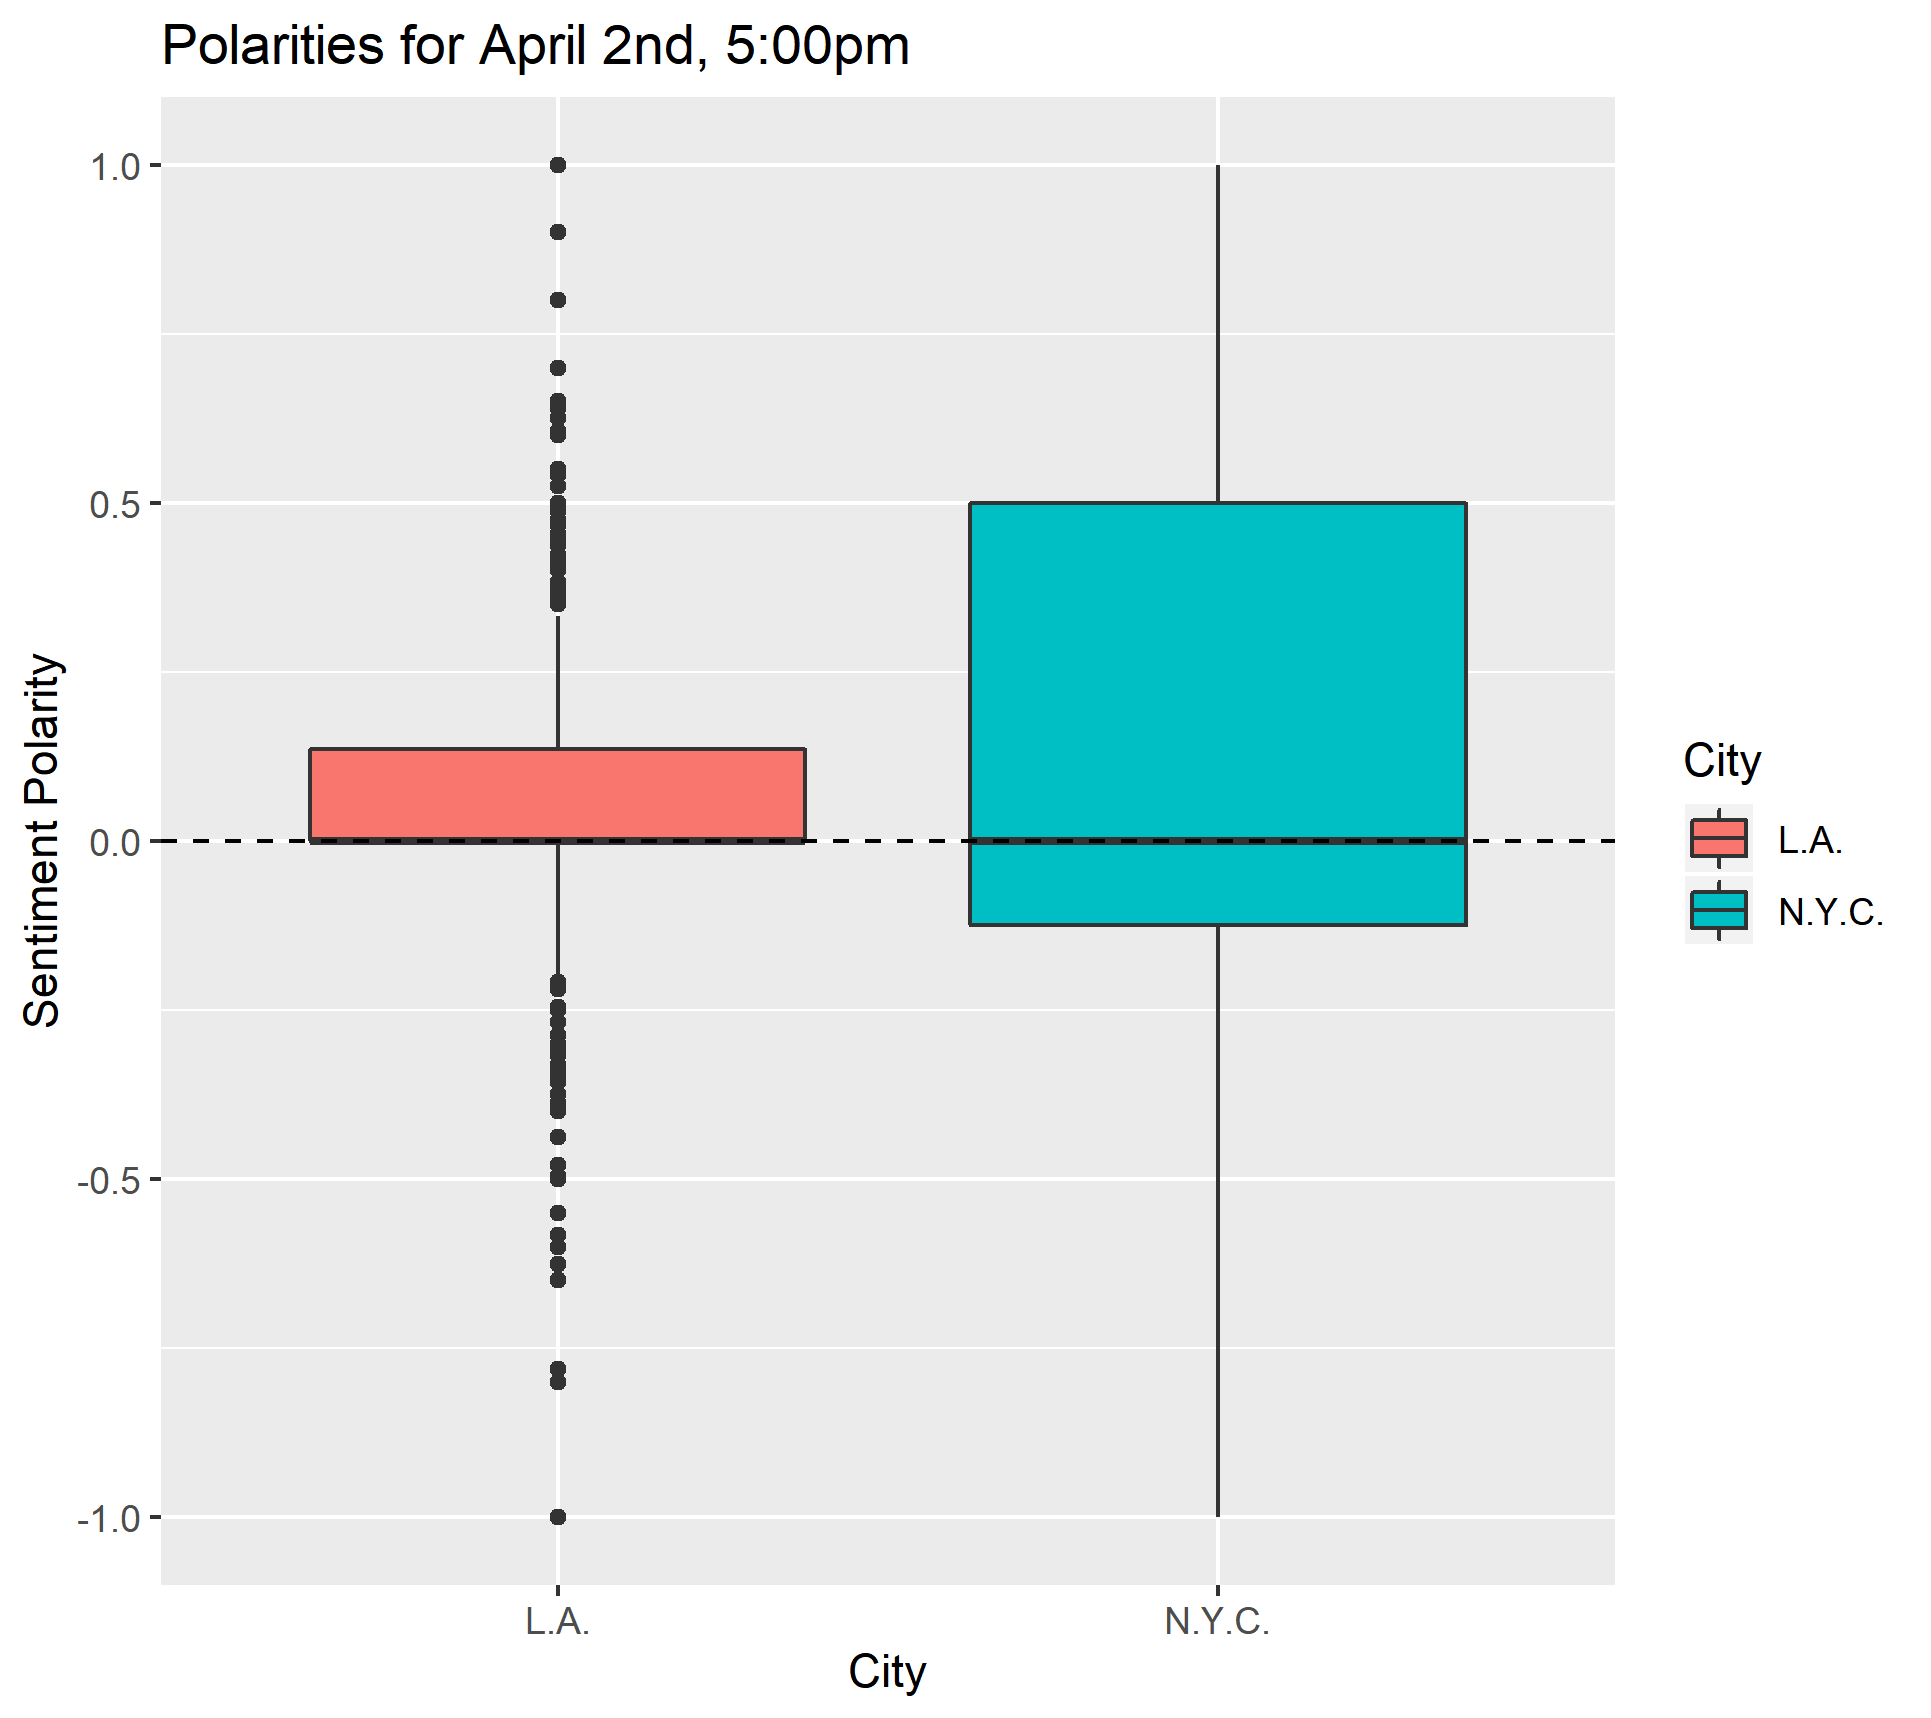 Polarities for April 2nd, 5:00pm
Sentiment Polarity
1.0
0.5
0.0
-0.5
-1.0
L.A.
N.Y.C.
City
City
L.A.
N.Y.C.